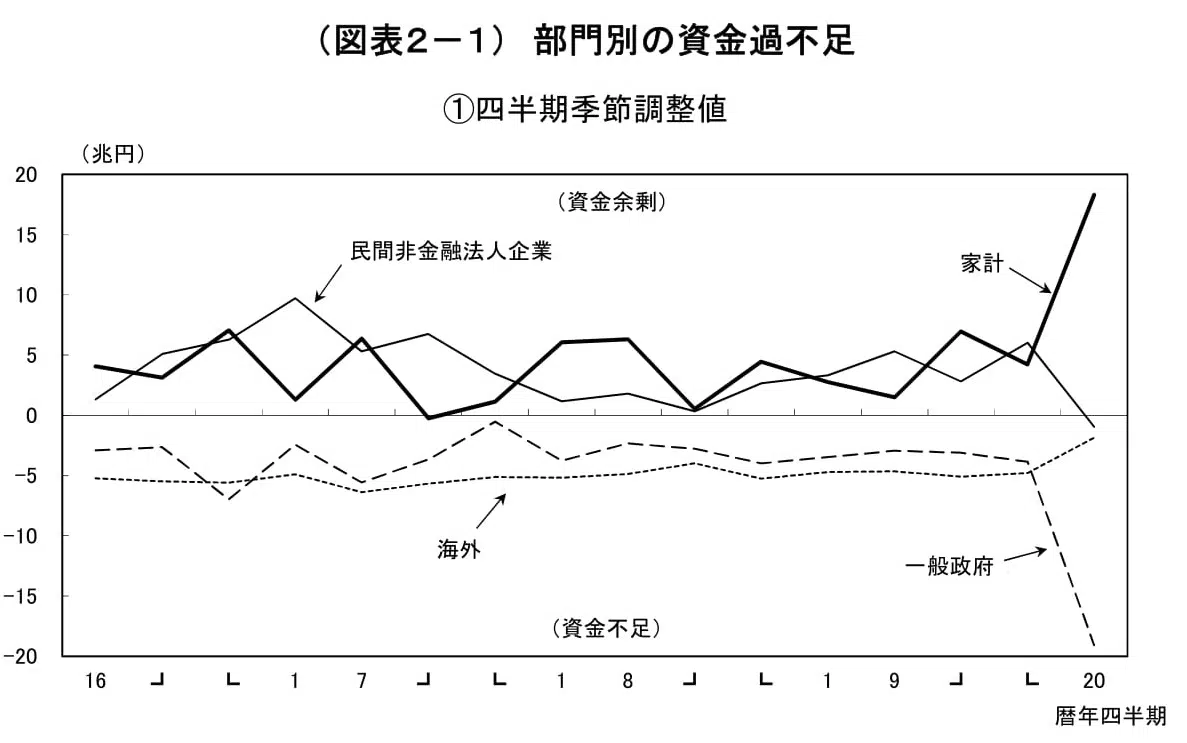 （図表２－１） 部門別の資金過不足
①四半期季節調整値
（兆円）
20
15
10
5
0
−5
−10
−15
−20
（資金余剰）
民間非金融法人企業
家計
海外
一般政府
（資金不足）
16 1 7 1 8 1 9 20
暦年四半期